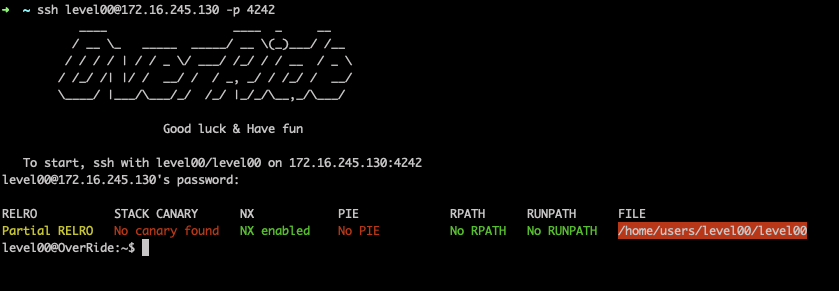 ➜  ~ ssh level00@172.16.245.130 -p 4242
OverRide
Good luck & Have fun
To start, ssh with level00/level00 on 172.16.245.130:4242
level00@172.16.245.130's password:
RELRO STACK CANARY NX PIE RPATH RUNPATH FILE
Partial RELRO No canary found NX enabled No PIE No RPATH No RUNPATH /home/users/level00/level00
level00@OverRide:~$